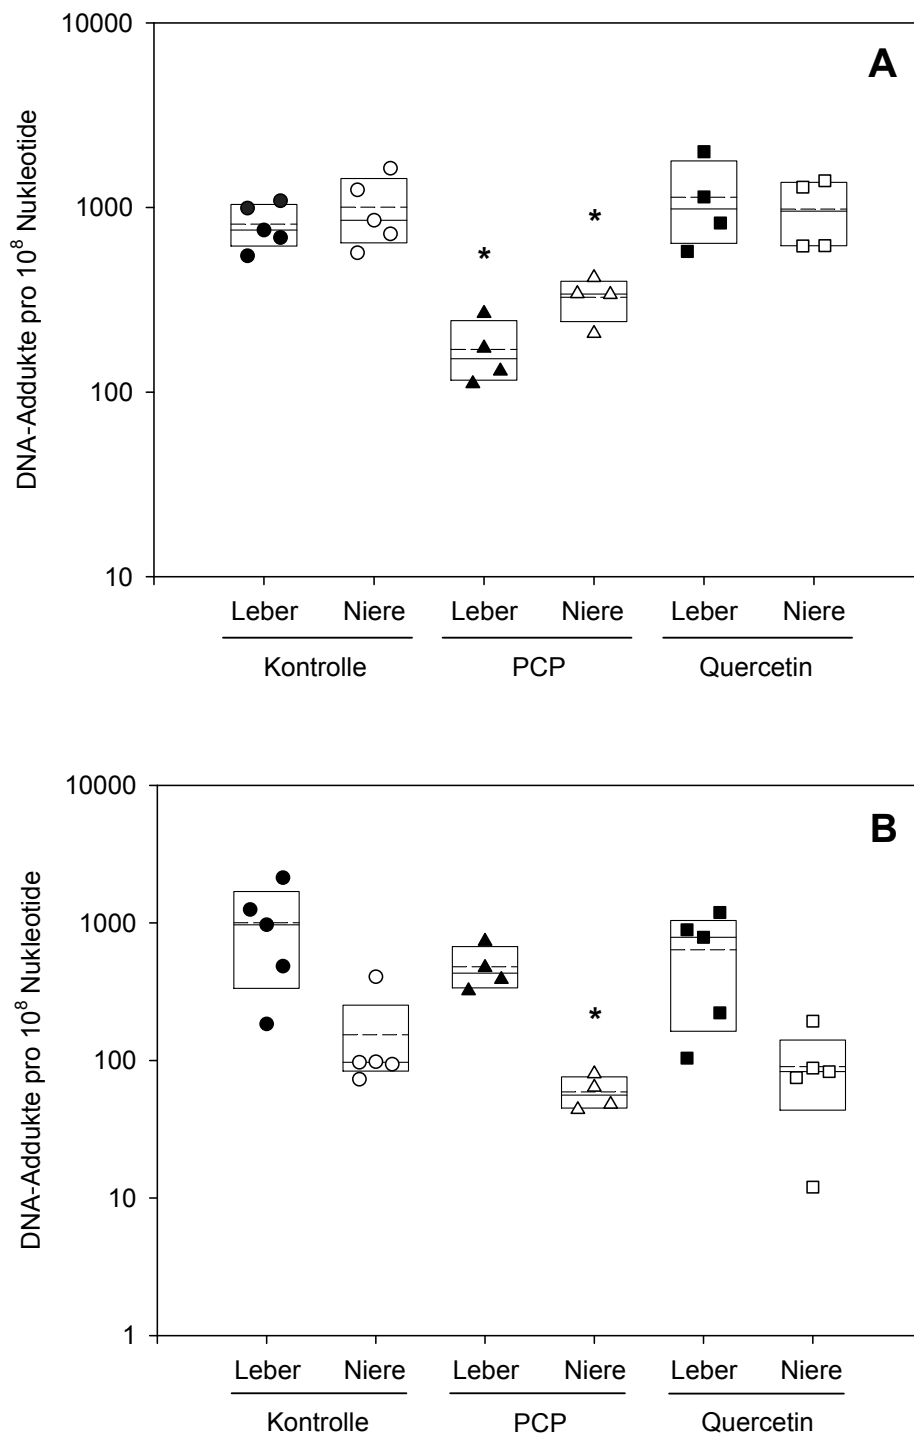 A
DNA-Addukte pro 10⁸ Nukleotide
10000
1000
100
10
* *
Leber Niere Leber Niere Leber Niere
Kontrolle PCP Quercetin
B
DNA-Addukte pro 10⁸ Nukleotide
10000
1000
100
10
1
*
Leber Niere Leber Niere Leber Niere
Kontrolle PCP Quercetin